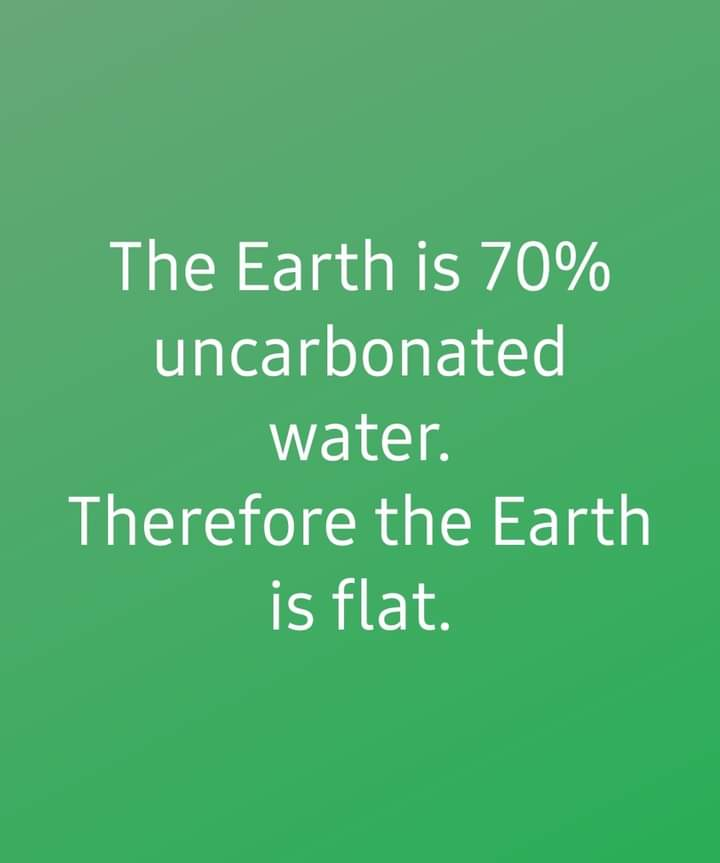 The Earth is 70%
uncarbonated
water.
Therefore the Earth
is flat.